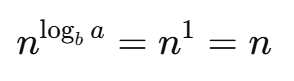 $n^{\log_b a} = n^1 = n$